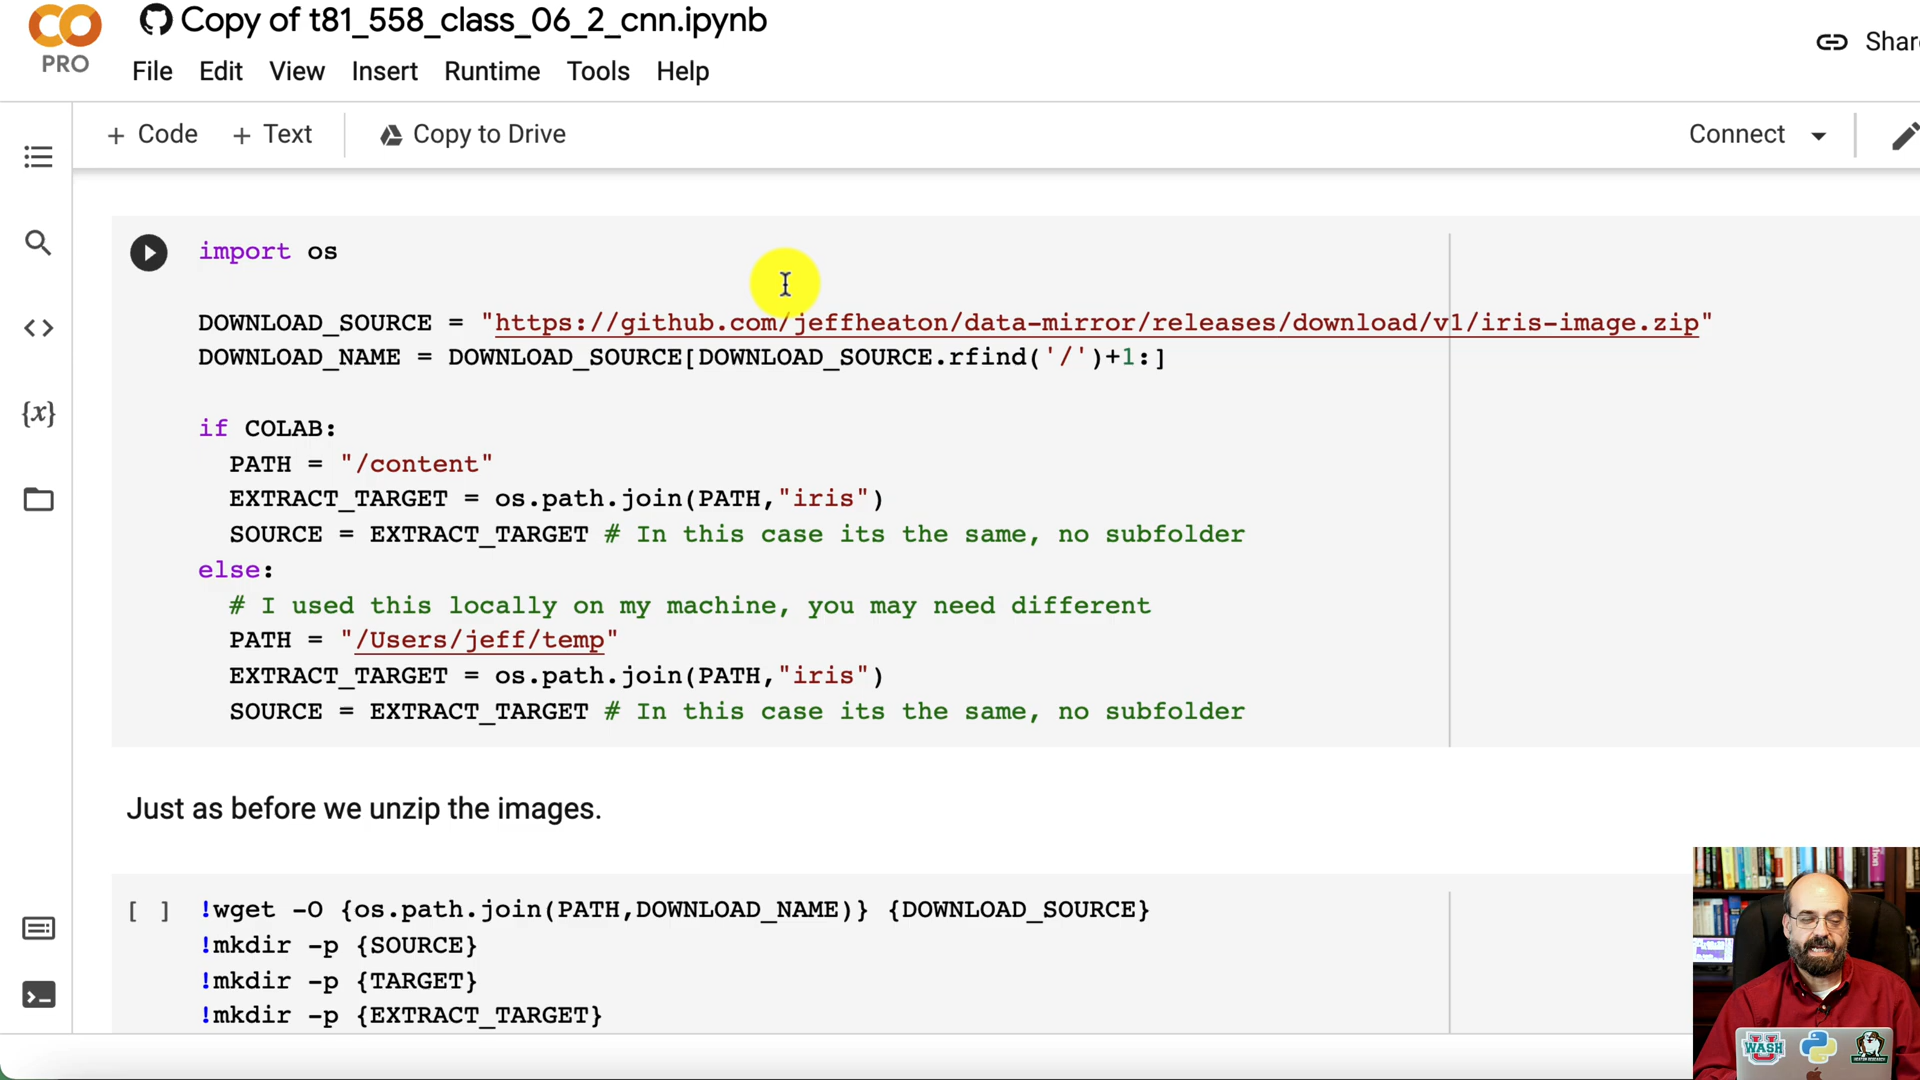 Copy of t81_558_class_06_2_cnn.ipynb
PRO
File Edit View Insert Runtime Tools Help
Shar
+ Code + Text Copy to Drive
Connect
import os
DOWNLOAD_SOURCE = "https://github.com/jeffheaton/data-mirror/releases/download/v1/iris-image.zip"
DOWNLOAD_NAME = DOWNLOAD_SOURCE[DOWNLOAD_SOURCE.rfind('/')+1:]
if COLAB:
PATH = "/content"
EXTRACT_TARGET = os.path.join(PATH,"iris")
SOURCE = EXTRACT_TARGET # In this case its the same, no subfolder
else:
# I used this locally on my machine, you may need different
PATH = "/Users/jeff/temp"
EXTRACT_TARGET = os.path.join(PATH,"iris")
SOURCE = EXTRACT_TARGET # In this case its the same, no subfolder
Just as before we unzip the images.
[ ] !wget -O {os.path.join(PATH,DOWNLOAD_NAME)} {DOWNLOAD_SOURCE}
!mkdir -p {SOURCE}
!mkdir -p {TARGET}
!mkdir -p {EXTRACT_TARGET}
{x}
WASH